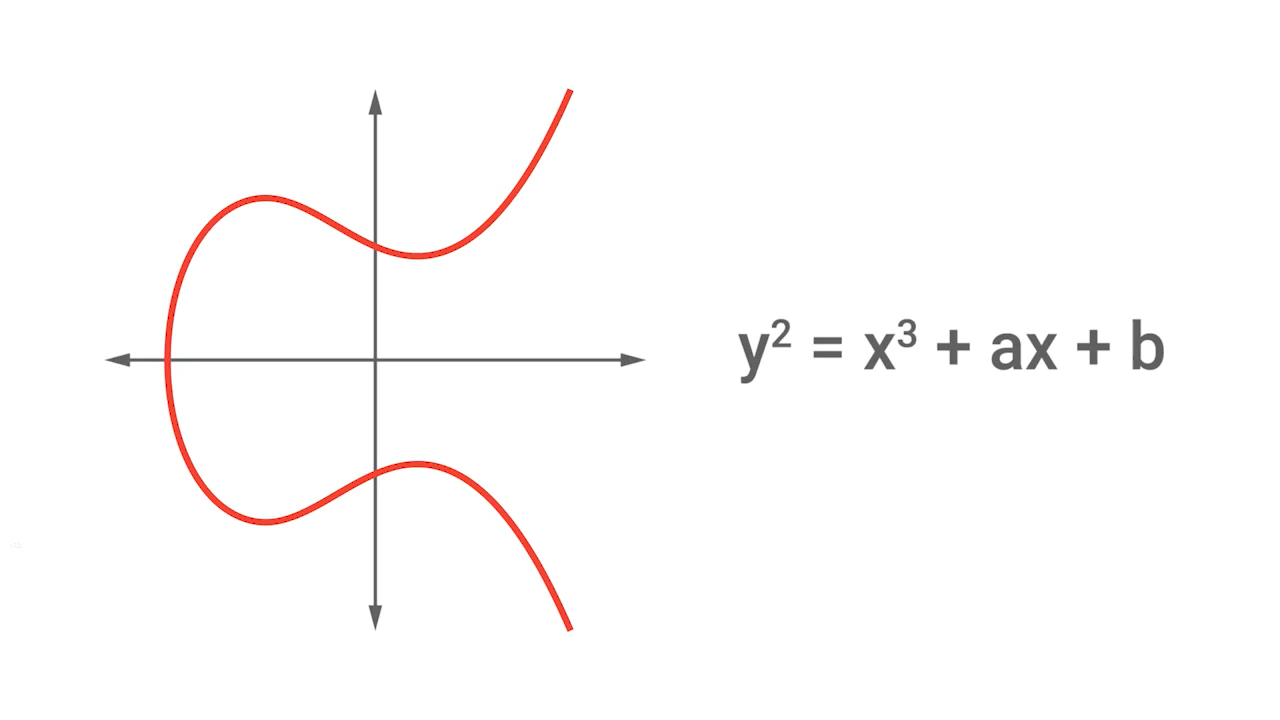 y² = x³ + ax + b